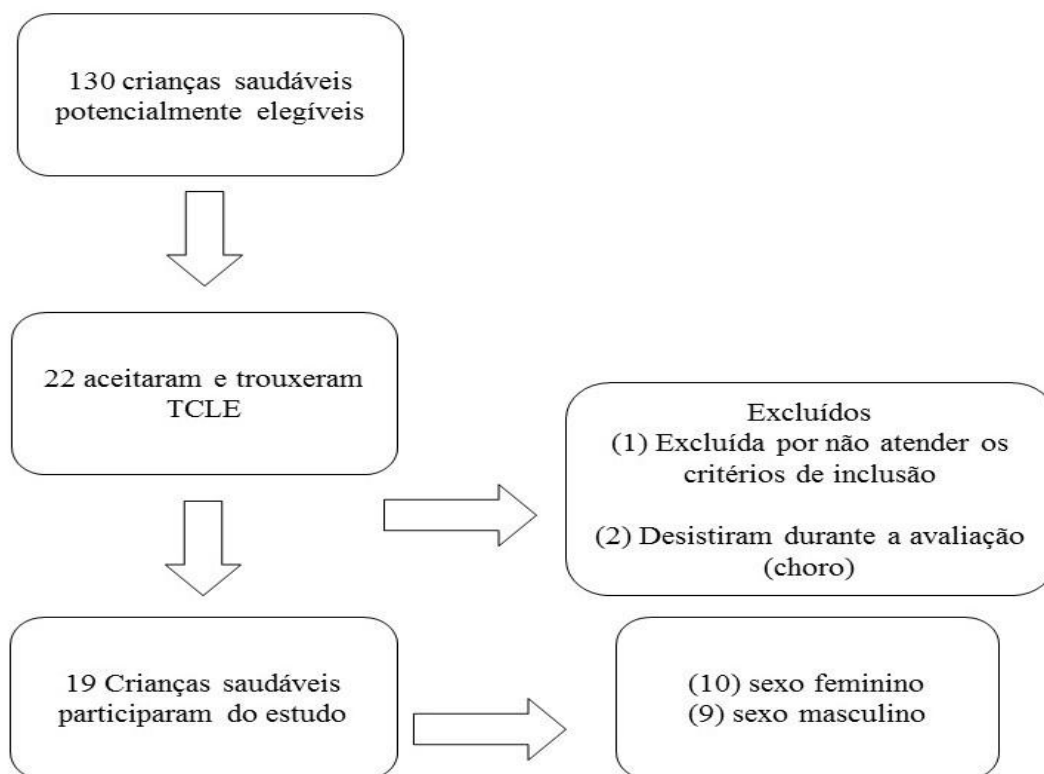 130 crianças saudáveis
potencialmente elegíveis
22 aceitaram e trouxeram
TCLE
Excluídos
(1) Excluída por não atender os
critérios de inclusão
(2) Desistiram durante a avaliação
(choro)
19 Crianças saudáveis
participaram do estudo
(10) sexo feminino
(9) sexo masculino